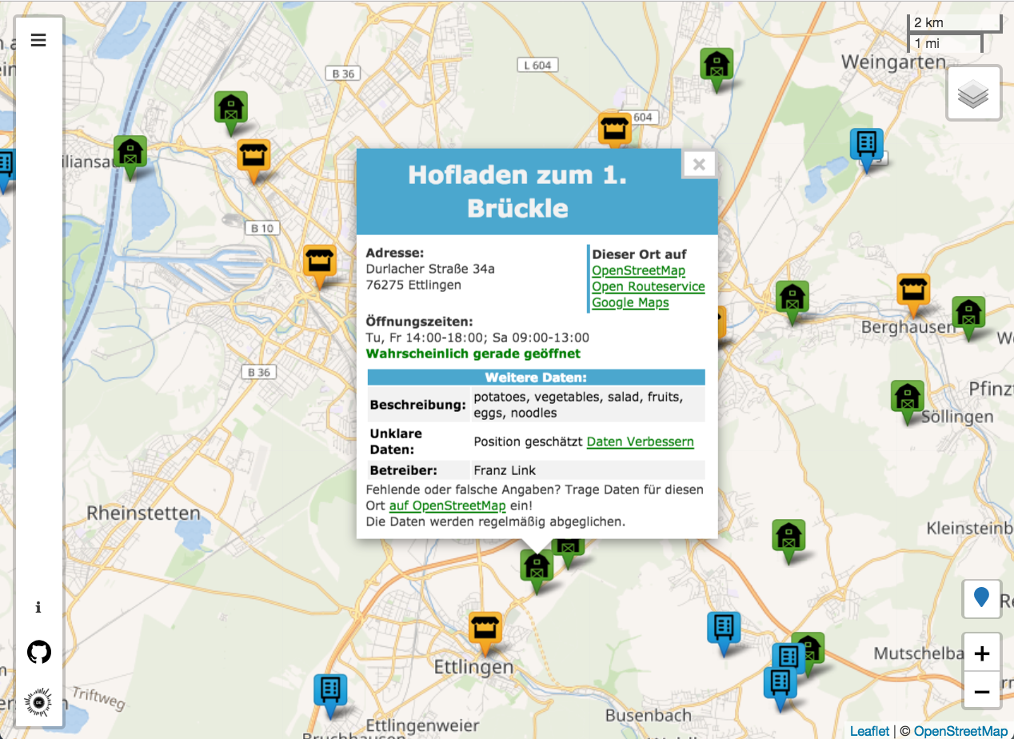 2 km
1 mi
Weingarten
B 36
L 604
604
B 10
Hofladen zum 1.
Brückle
×
Adresse:
Durlacher Straße 34a
76275 Ettlingen
Dieser Ort auf
OpenStreetMap
Open Routeservice
Google Maps
Öffnungszeiten:
Tu, Fr 14:00-18:00; Sa 09:00-13:00
Wahrscheinlich gerade geöffnet
Weitere Daten:
Beschreibung: potatoes, vegetables, salad, fruits,
eggs, noodles
Unklare
Daten: Position geschätzt Daten Verbessern
Betreiber: Franz Link
Fehlende oder falsche Angaben? Trage Daten für diesen
Ort auf OpenStreetMap ein!
Die Daten werden regelmäßig abgeglichen.
Berghausen
B 36
Pfinzt
Söllingen
Rheinstetten
Kleinsteinb
i
Ettlingen
Mutschelba
+
−
Triftweg
Busenbach
Ettlingenweier
Leaflet | © OpenStreetMap